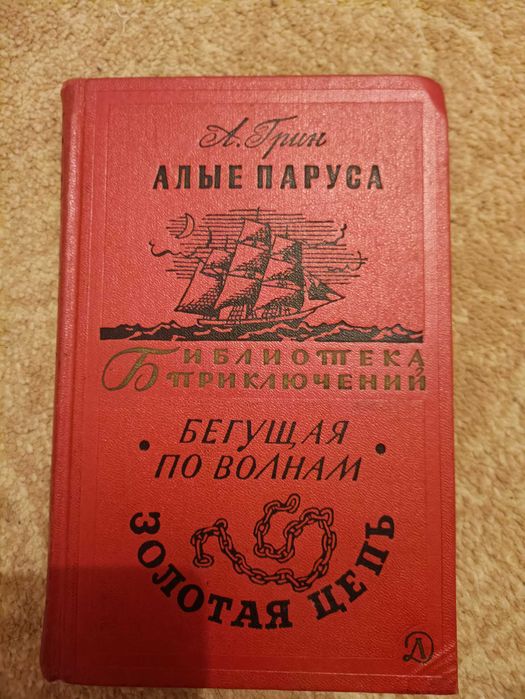 А. Грин
АЛЫЕ ПАРУСА
БИБЛИОТЕКА
ПРИКЛЮЧЕНИЙ
• БЕГУЩАЯ •
ПО ВОЛНАМ
ЗОЛОТАЯ ЦЕПЬ
Д